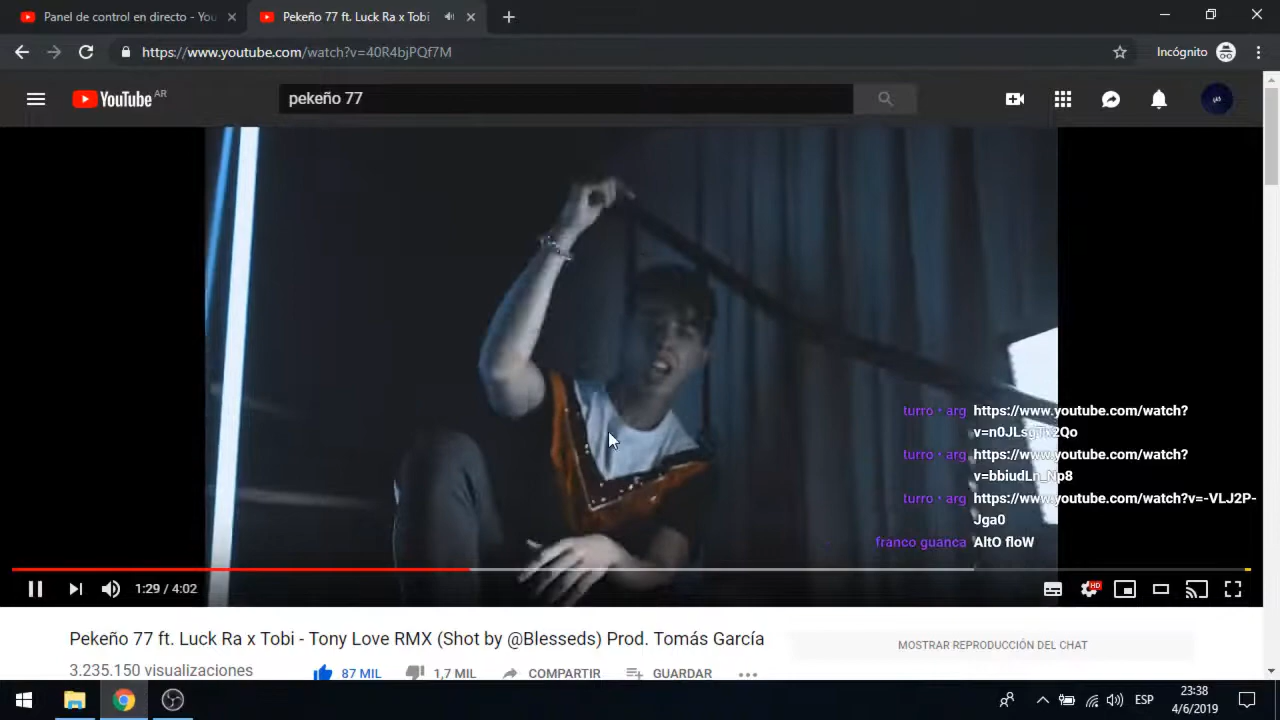 Panel de control en directo - You
Pekeño 77 ft. Luck Ra x Tobi
https://www.youtube.com/watch?v=40R4bjPQf7M
Incógnito
YouTube AR
pekeño 77
turro · arg https://www.youtube.com/watch?
v=n0JLsgTx2Qo
turro · arg https://www.youtube.com/watch?
v=bbiudLn_Np8
turro · arg https://www.youtube.com/watch?v=-VLJ2P-
Jga0
franco guanca AltO floW
1:29 / 4:02
HD
Pekeño 77 ft. Luck Ra x Tobi - Tony Love RMX (Shot by @Blesseds) Prod. Tomás García
MOSTRAR REPRODUCCIÓN DEL CHAT
3.235.150 visualizaciones
87 MIL
1,7 MIL
COMPARTIR
GUARDAR
ESP
23:38
4/6/2019